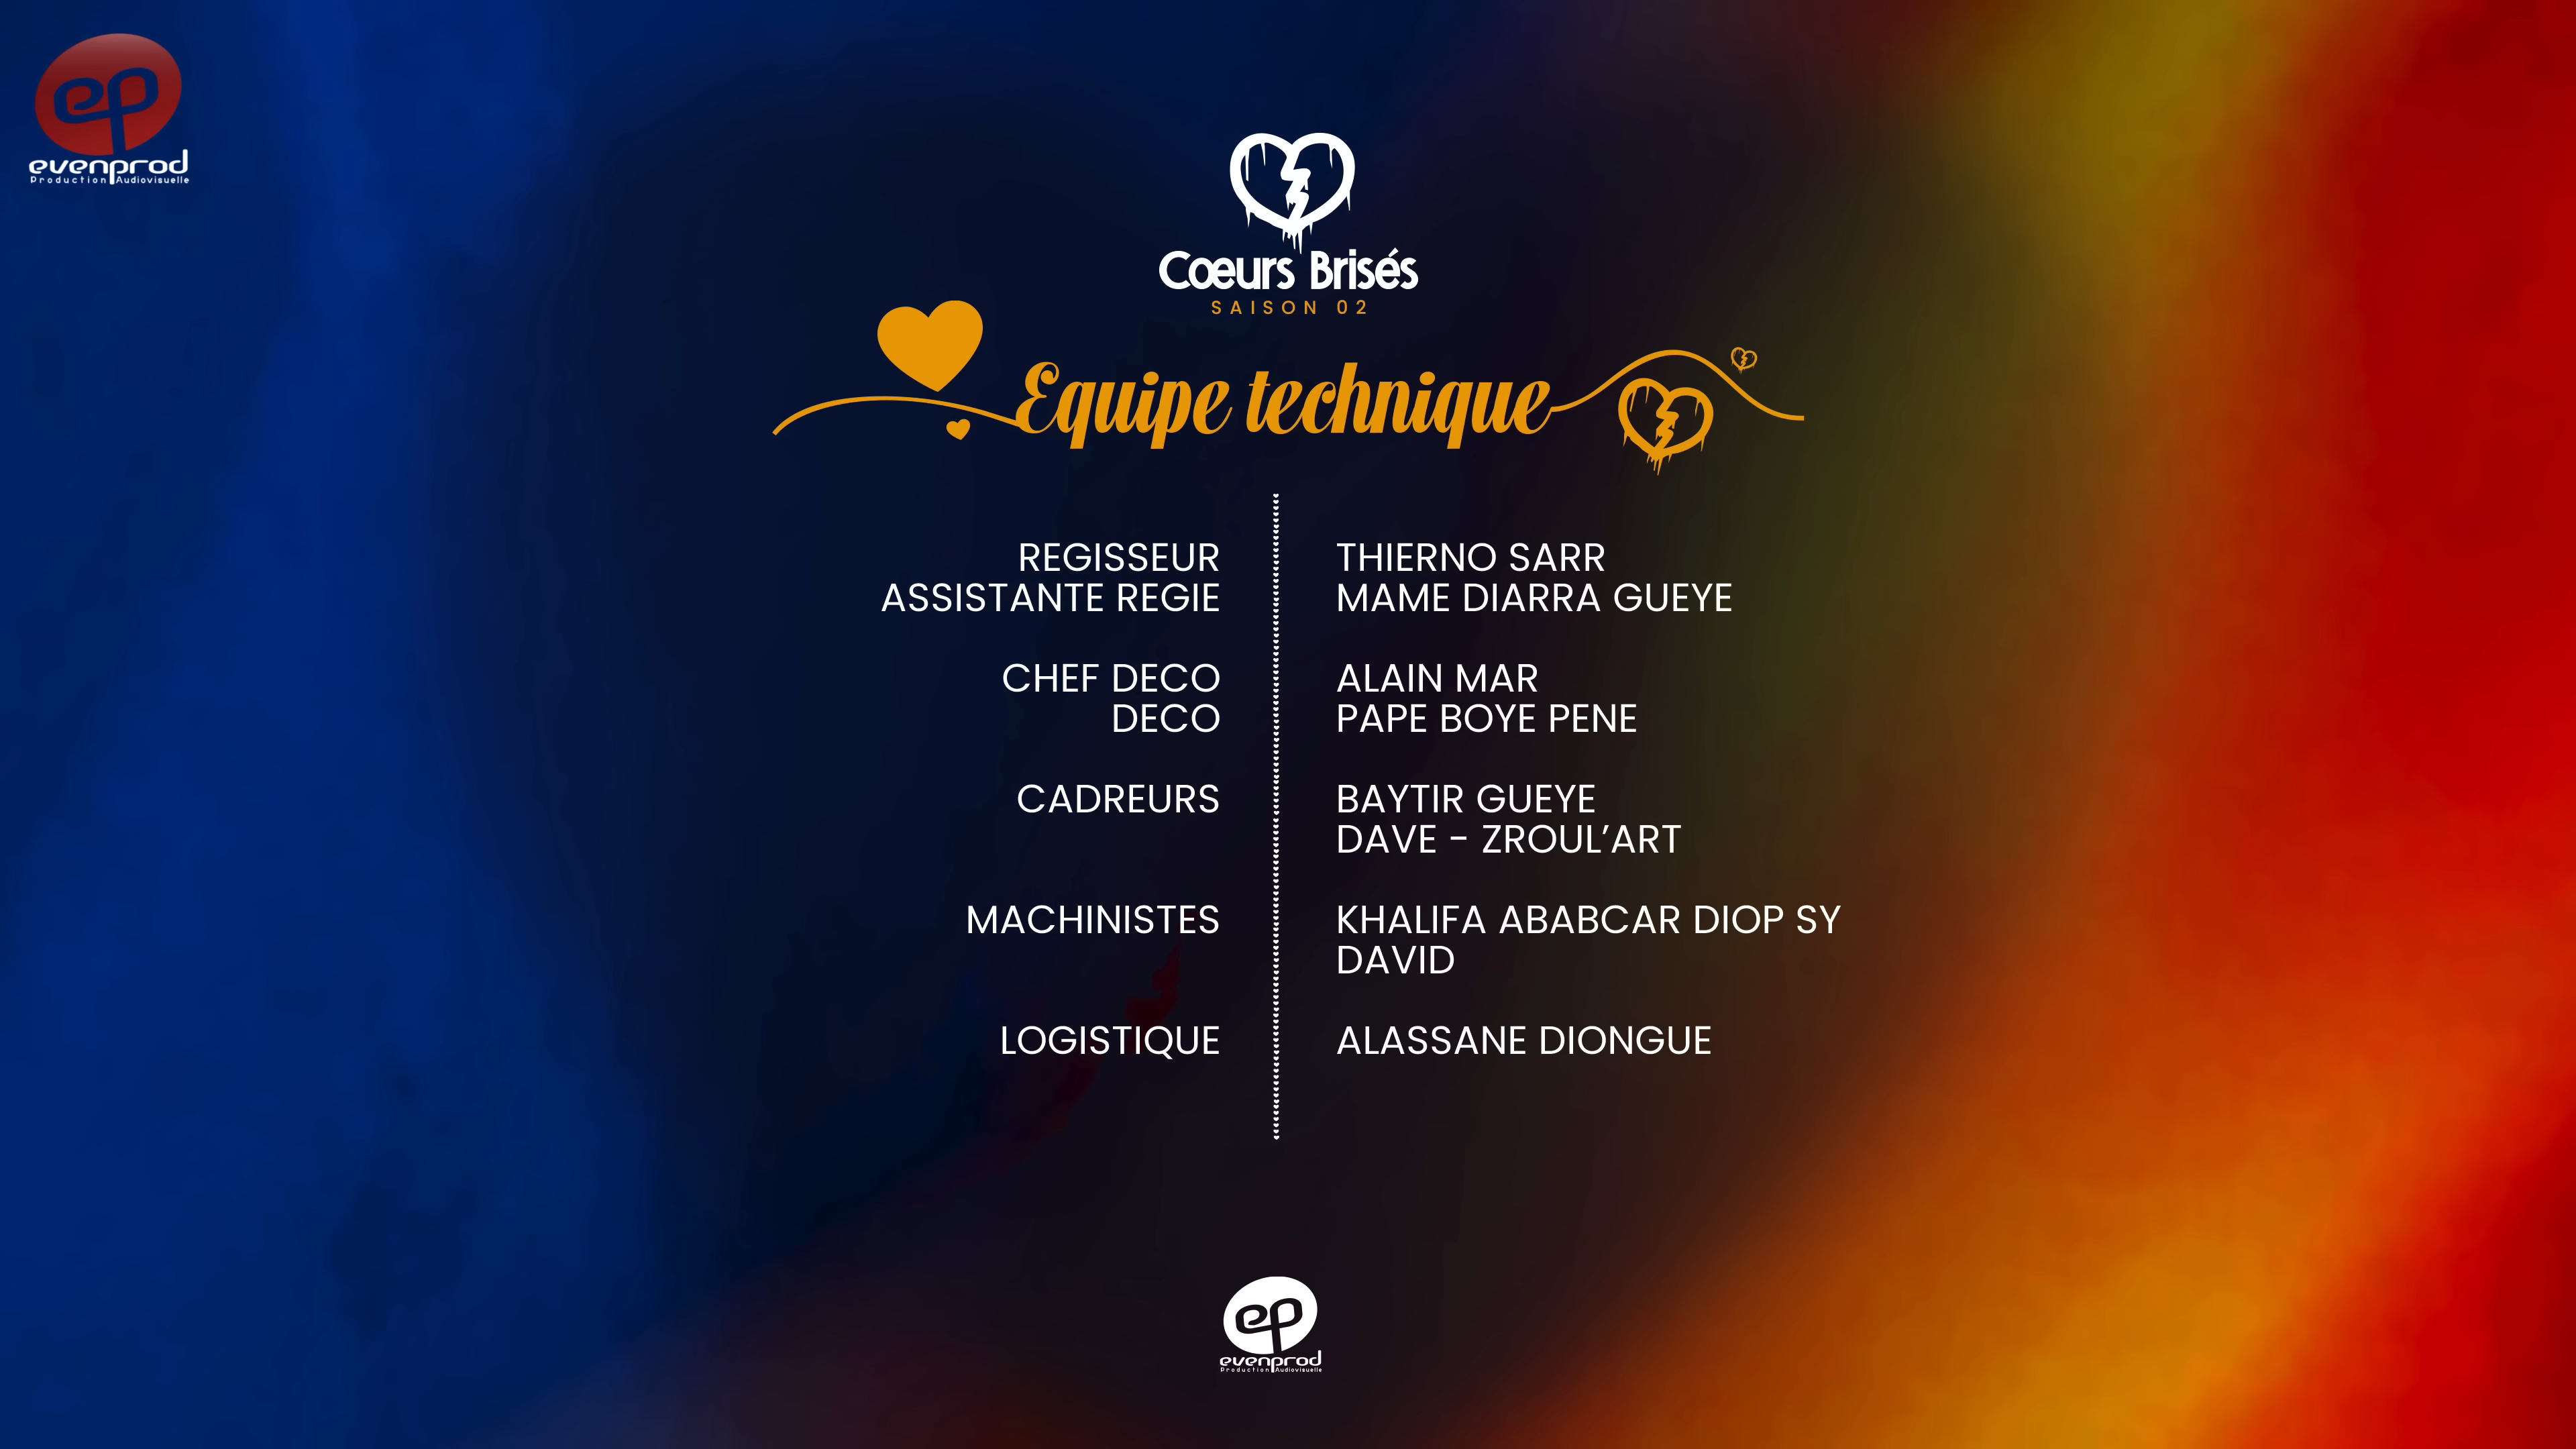 ep
evenprod
Production Audiovisuelle
Cœurs Brisés
SAISON 02
Equipe technique
REGISSEUR THIERNO SARR
ASSISTANTE REGIE MAME DIARRA GUEYE
CHEF DECO ALAIN MAR
DECO PAPE BOYE PENE
CADREURS BAYTIR GUEYE
DAVE - ZROUL’ART
MACHINISTES KHALIFA ABABCAR DIOP SY
DAVID
LOGISTIQUE ALASSANE DIONGUE
ep
evenprod
Production Audiovisuelle